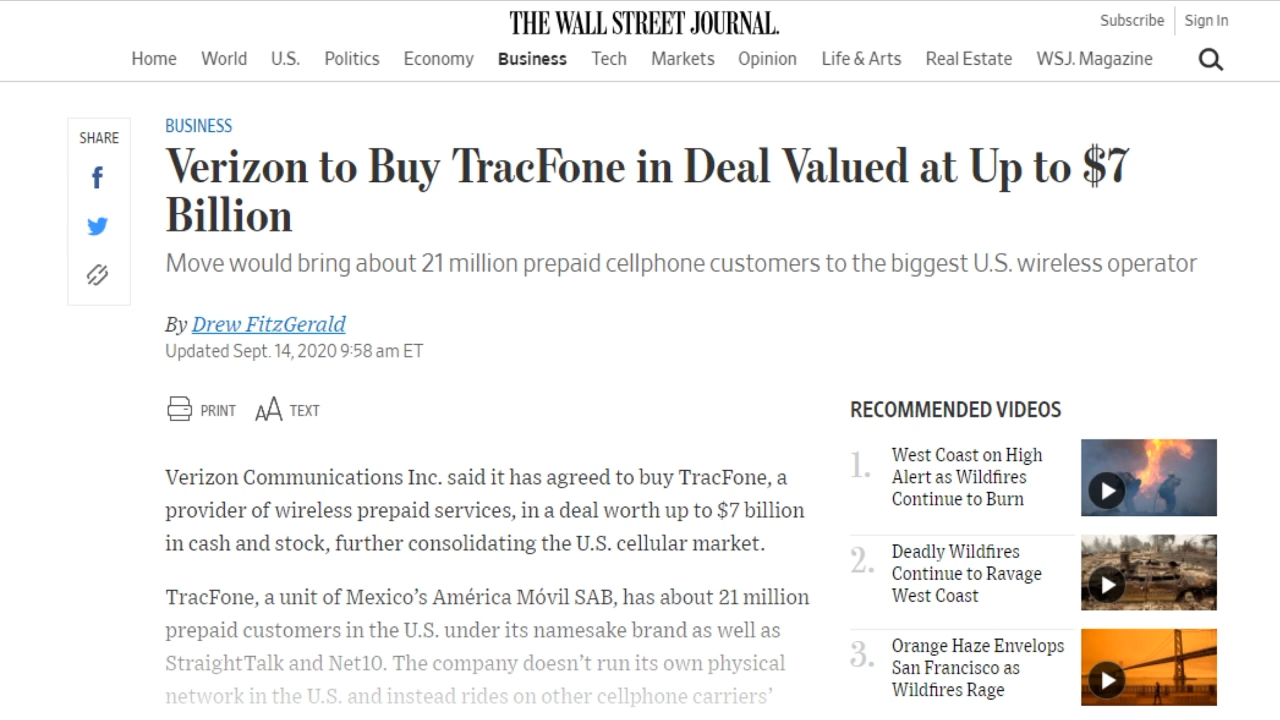 THE WALL STREET JOURNAL.
Subscribe
Sign In
Home World U.S. Politics Economy Business Tech Markets Opinion Life & Arts Real Estate WSJ. Magazine
SHARE
BUSINESS
Verizon to Buy TracFone in Deal Valued at Up to $7
Billion
Move would bring about 21 million prepaid cellphone customers to the biggest U.S. wireless operator
By Drew FitzGerald
Updated Sept. 14, 2020 9:58 am ET
PRINT
TEXT
Verizon Communications Inc. said it has agreed to buy TracFone, a
provider of wireless prepaid services, in a deal worth up to $7 billion
in cash and stock, further consolidating the U.S. cellular market.
TracFone, a unit of Mexico’s América Móvil SAB, has about 21 million
prepaid customers in the U.S. under its namesake brand as well as
StraightTalk and Net10. The company doesn’t run its own physical
network in the U.S. and instead rides on other cellphone carriers’
RECOMMENDED VIDEOS
1.
West Coast on High
Alert as Wildfires
Continue to Burn
2.
Deadly Wildfires
Continue to Ravage
West Coast
3.
Orange Haze Envelops
San Francisco as
Wildfires Rage